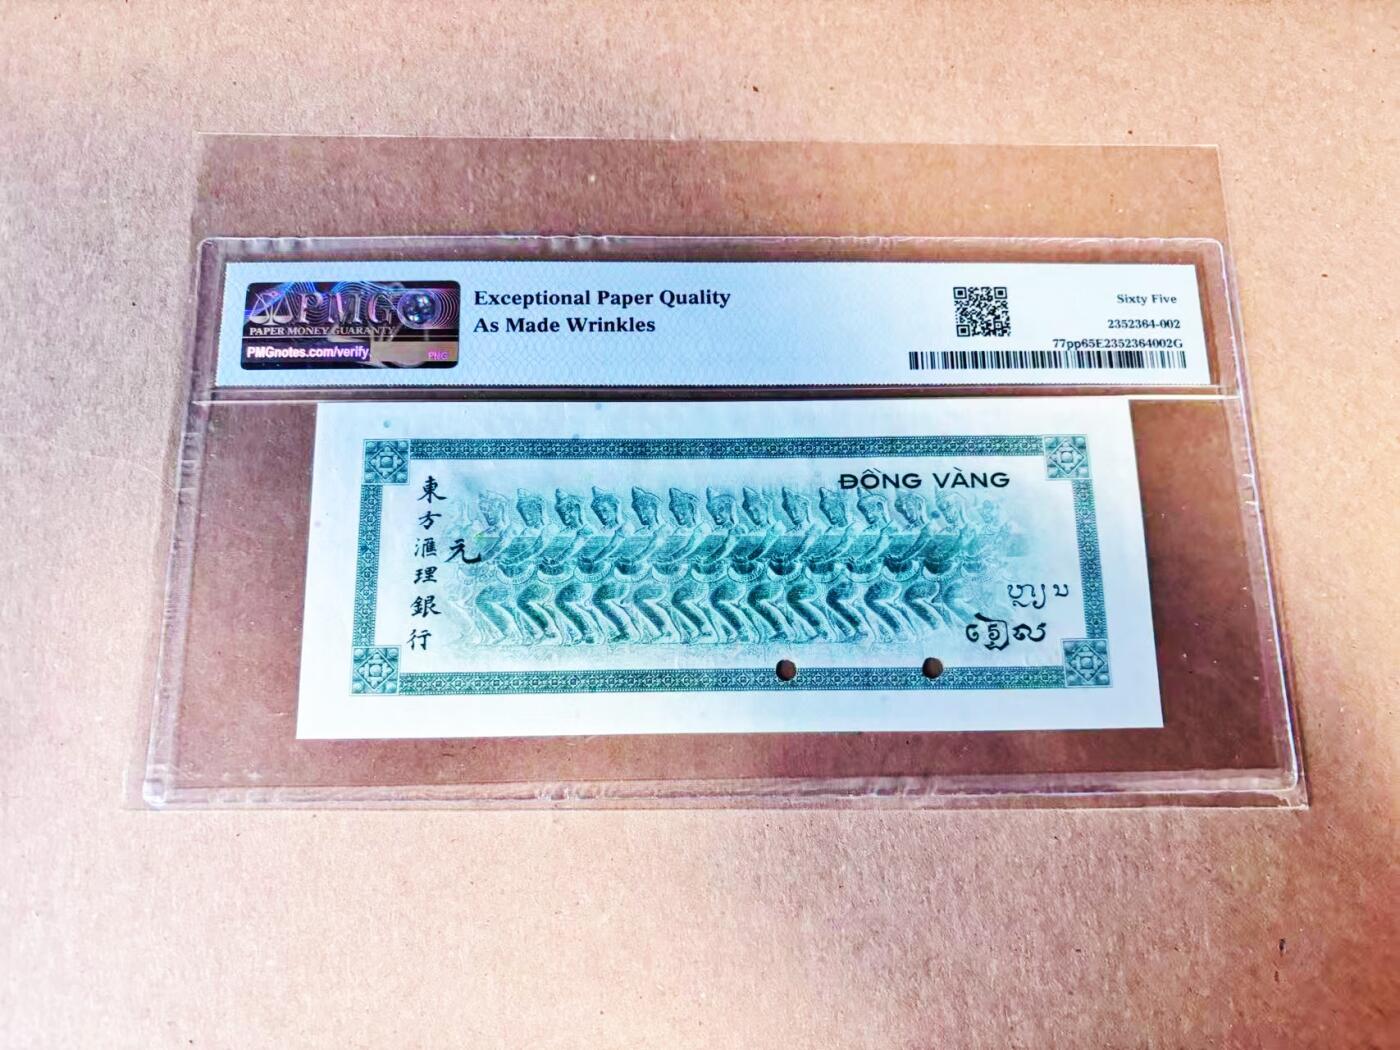 PMG
PAPER MONEY GUARANTY
PMGnotes.com/verify
PMG
Exceptional Paper Quality
As Made Wrinkles
Sixty Five
2352364-002
77pp65E2352364002G
ĐỒNG VÀNG
東方滙理銀行
元